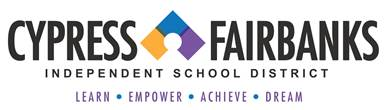 CYPRESS FAIRBANKS
INDEPENDENT SCHOOL DISTRICT
LEARN • EMPOWER • ACHIEVE • DREAM